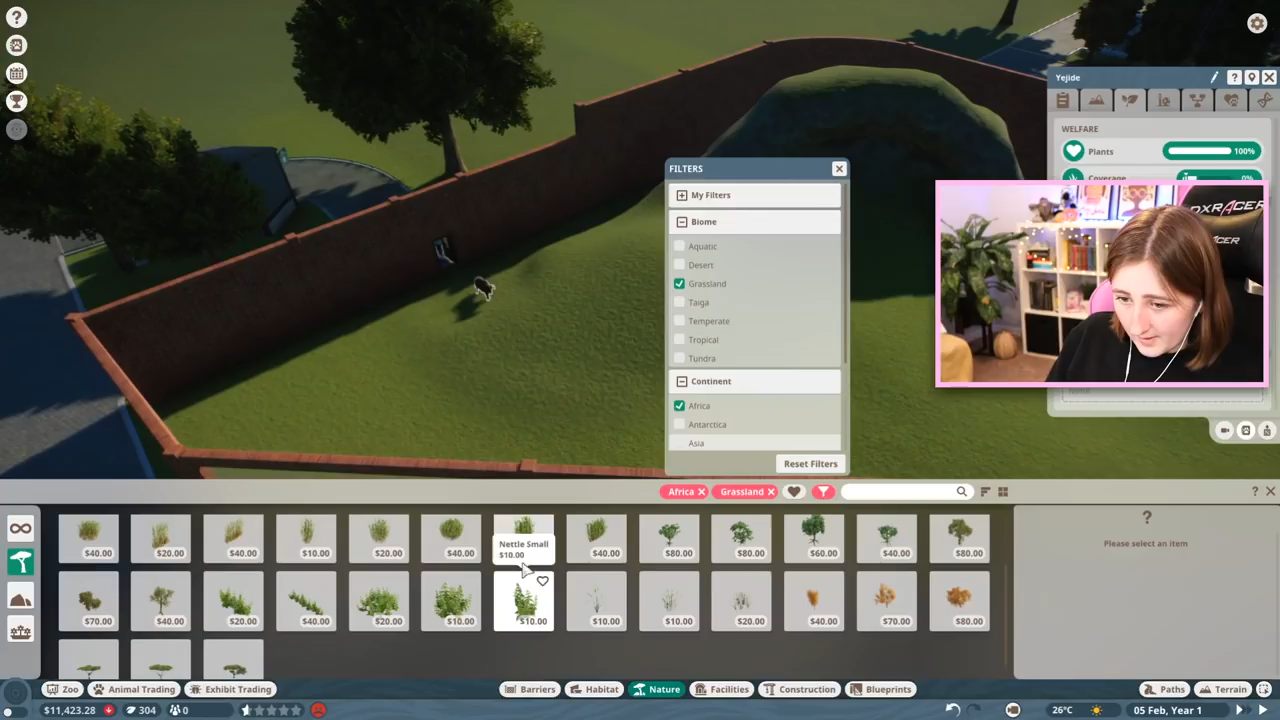 Yejide
WELFARE
Plants 100%
Coverage 0%
DXRACER
CER
FILTERS
My Filters
Biome
Aquatic
Desert
Grassland
Taiga
Temperate
Tropical
Tundra
Continent
Africa
Antarctica
Asia
Reset Filters
Africa Grassland
$40.00 $20.00 $40.00 $10.00 $20.00 $40.00 $40.00 $80.00 $80.00 $60.00 $40.00 $80.00
Nettle Small
$10.00
$70.00 $40.00 $20.00 $40.00 $20.00 $10.00 $10.00 $10.00 $10.00 $20.00 $40.00 $70.00 $80.00
Please select an item
Zoo Animal Trading Exhibit Trading Barriers Habitat Nature Facilities Construction Blueprints Paths Terrain
$11,423.28 304 0 26°C 05 Feb, Year 1